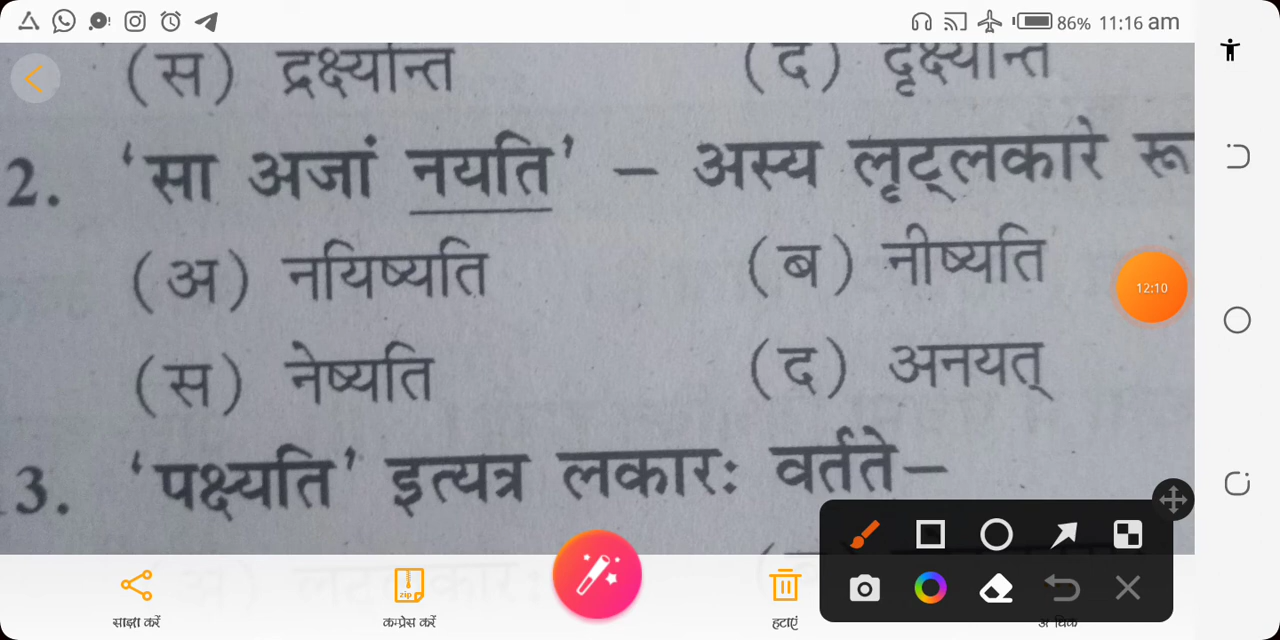 86% 11:16 am
(स) द्रक्ष्यन्ति (द) दृक्ष्यन्ति
2. 'सा अजां नयति' – अस्य लृट्लकारे रू
(अ) नयिष्यति (ब) नीष्यति
12:10
(स) नेष्यति (द) अनयत्
3. 'पक्ष्यति' इत्यत्र लकारः वर्तते–
zip
साझा करें कम्प्रेस करें हटाएं